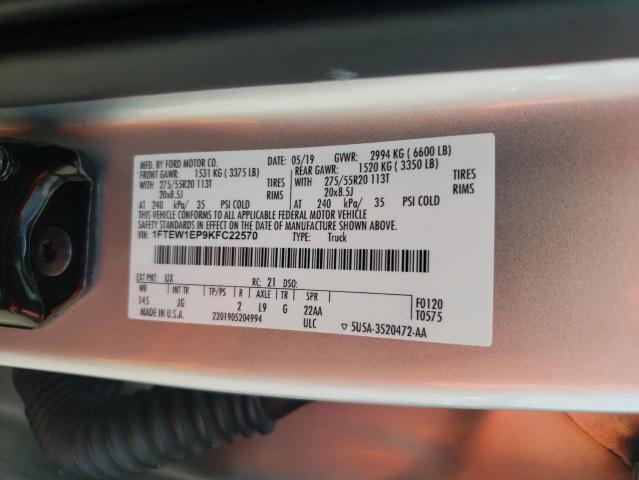 MFD. BY FORD MOTOR CO.
DATE: 05/19 GVWR: 2994 KG ( 6600 LB)
FRONT GAWR: 1531 KG ( 3375 LB) REAR GAWR: 1520 KG ( 3350 LB)
WITH 275/55R20 113T TIRES WITH 275/55R20 113T TIRES
20x8.5J RIMS 20x8.5J RIMS
AT 240 kPa/ 35 PSI COLD AT 240 kPa/ 35 PSI COLD
THIS VEHICLE CONFORMS TO ALL APPLICABLE FEDERAL MOTOR VEHICLE
SAFETY STANDARDS IN EFFECT ON THE DATE OF MANUFACTURE SHOWN ABOVE.
VIN: 1FTEW1EP9KFC22570 TYPE: Truck
EXT PNT: UX RC: 21 DSO:
WB TP/PS R AXLE TR SPR F0120
145 JG 2 L9 G 22AA T0575
ULC
MADE IN U.S.A. 2201905204994
5U5A-3520472-AA